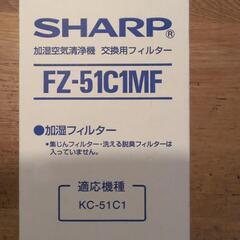 SHARP®
加湿空気清浄機 交換用フィルター
FZ-51C1MF
●加湿フィルター
*集じんフィルター・洗える脱臭フィルターは
入っていません。
適応機種
KC-51C1